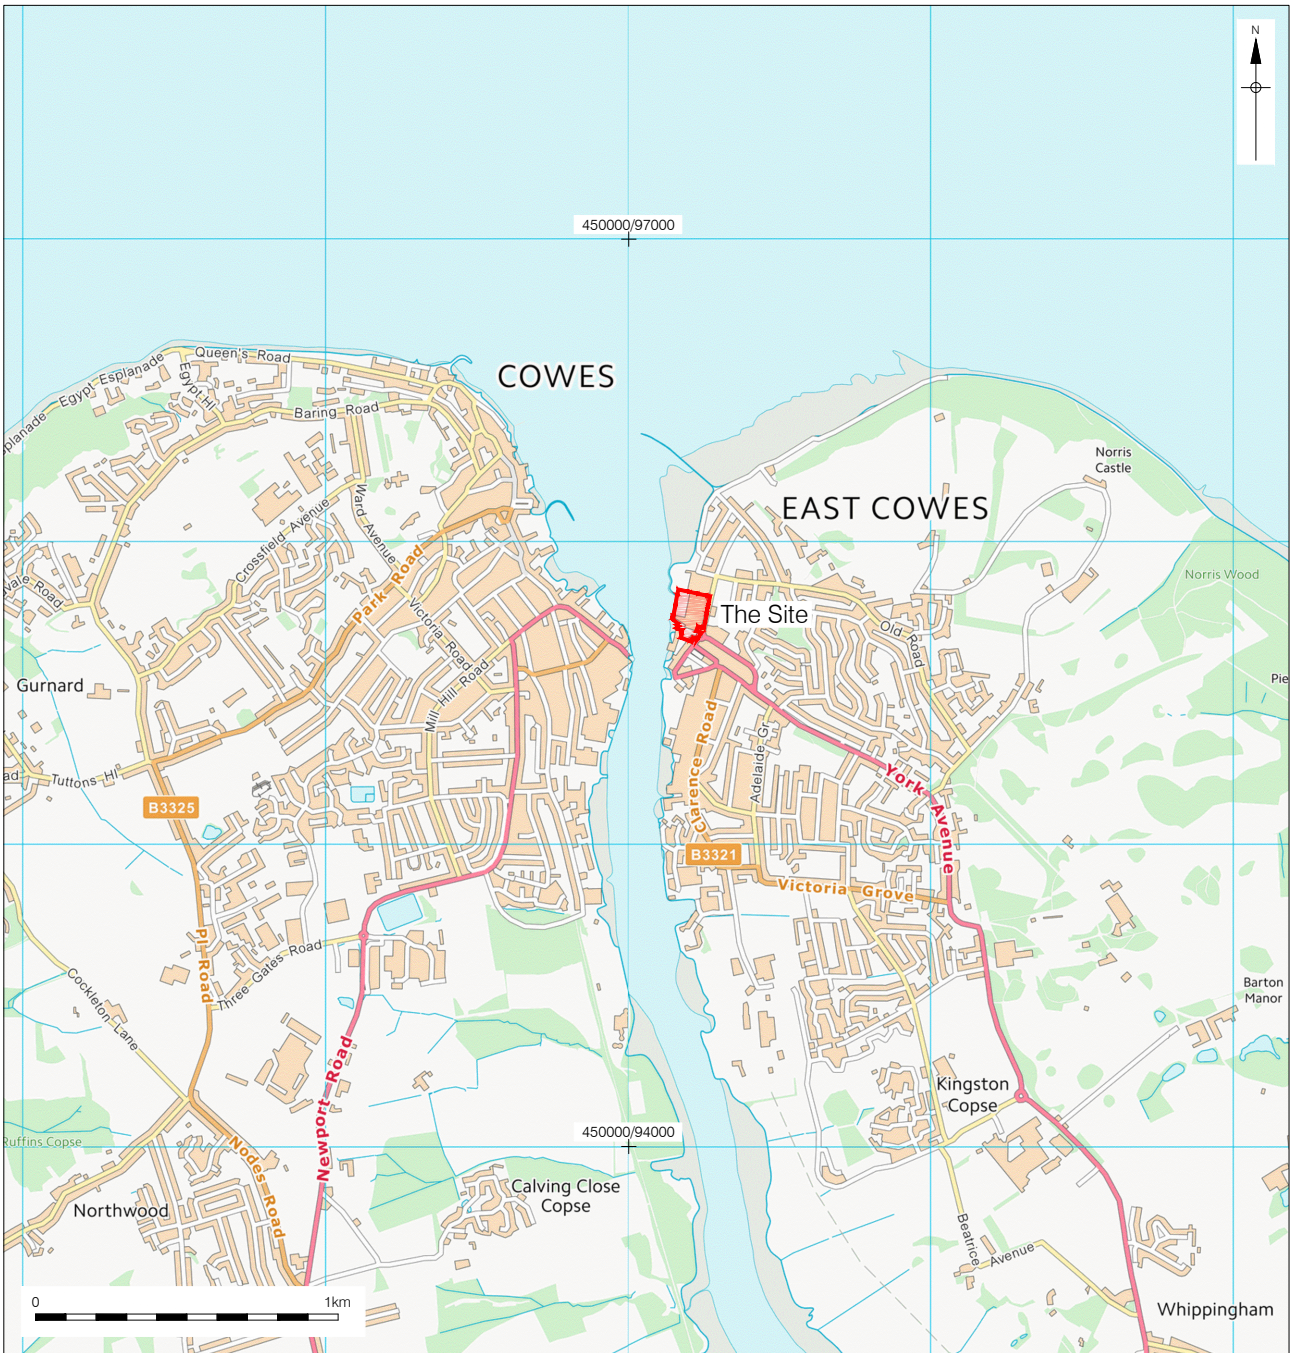 N
450000/97000
COWES
Queen's Road
Egypt Esplanade
Egypt Hl
Baring Road
Norris
Castle
EAST COWES
Ward Avenue
Crossfield Avenue
Park Road
Norris Wood
The Site
Victoria Road
Old Road
Mill Hill Road
Gurnard
Pie
Clarence Road
Adelaide Gr
Tuttons Hl
York Avenue
B3325
B3321
Victoria Grove
Pl Road
Three Gates Road
Cockleton Lane
Barton
Manor
Newport Road
Kingston
Copse
450000/94000
Ruffins Copse
Nodes Road
Calving Close
Copse
Northwood
Beatrice Avenue
Whippingham
0 1km